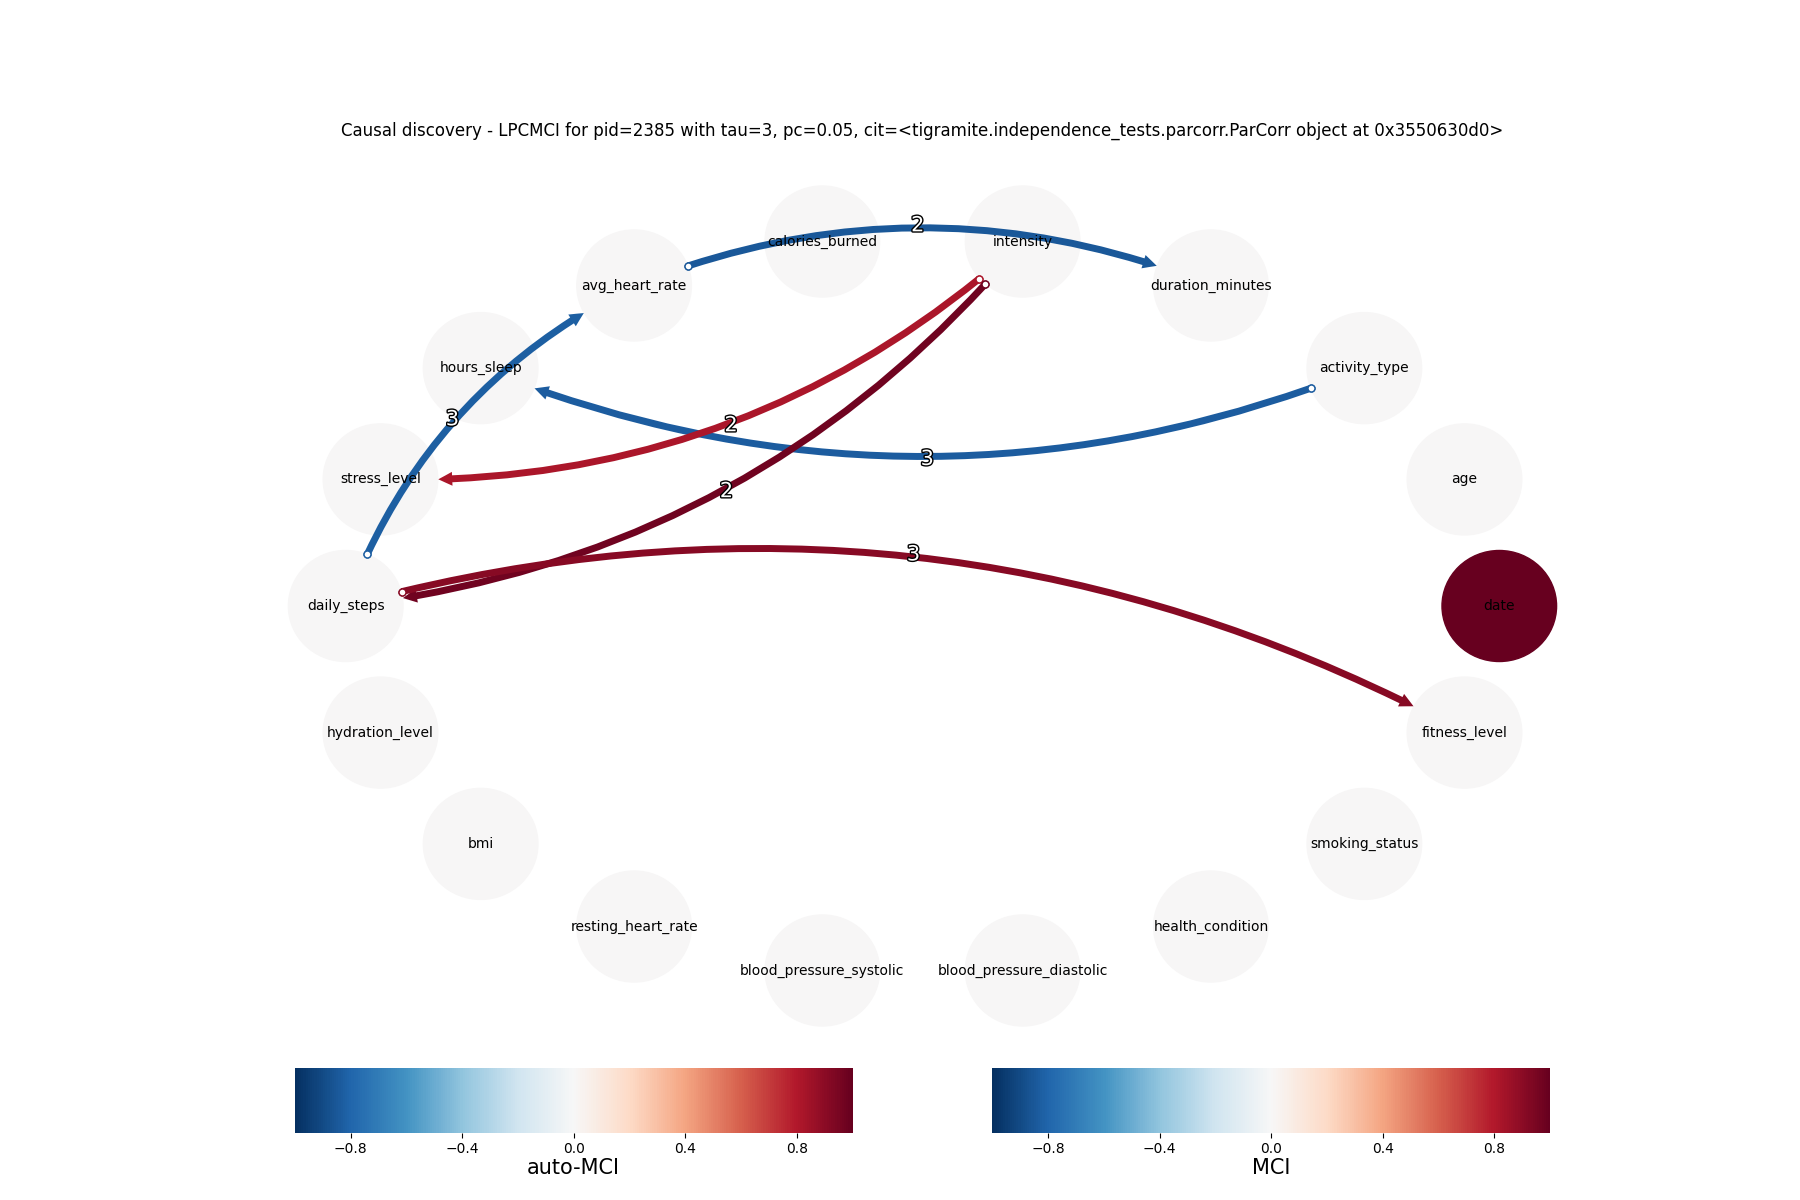 Causal discovery - LPCMCI for pid=2385 with tau=3, pc=0.05, cit=<tigramite.independence_tests.parcorr.ParCorr object at 0x3550630d0>
2
calories_burned
intensity
avg_heart_rate
duration_minutes
hours_sleep
activity_type
3
2
3
stress_level
age
2
3
daily_steps
date
hydration_level
fitness_level
bmi
smoking_status
resting_heart_rate
health_condition
blood_pressure_systolic
blood_pressure_diastolic
−0.8 −0.4 0.0 0.4 0.8
auto-MCI
−0.8 −0.4 0.0 0.4 0.8
MCI